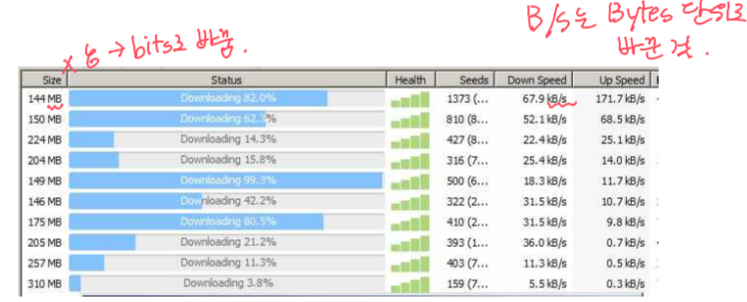 B/s는 Bytes 단위로
바꾼 것.
x 8 → bits로 바꿈.
Size Status Health Seeds Down Speed Up Speed
144 MB Downloading 82.0% 1373 (... 67.9 kB/s 171.7 kB/s
150 MB Downloading 62.3% 810 (8... 52.1 kB/s 68.5 kB/s
224 MB Downloading 14.3% 427 (8... 22.4 kB/s 25.1 kB/s
204 MB Downloading 15.8% 316 (7... 25.4 kB/s 14.0 kB/s
149 MB Downloading 99.3% 500 (6... 18.3 kB/s 11.7 kB/s
146 MB Downloading 42.2% 322 (2... 31.5 kB/s 10.7 kB/s
175 MB Downloading 80.5% 410 (2... 31.5 kB/s 9.8 kB/s
205 MB Downloading 21.2% 393 (1... 36.0 kB/s 0.7 kB/s
257 MB Downloading 11.3% 403 (7... 11.3 kB/s 0.5 kB/s
310 MB Downloading 3.8% 159 (7... 5.5 kB/s 0.3 kB/s